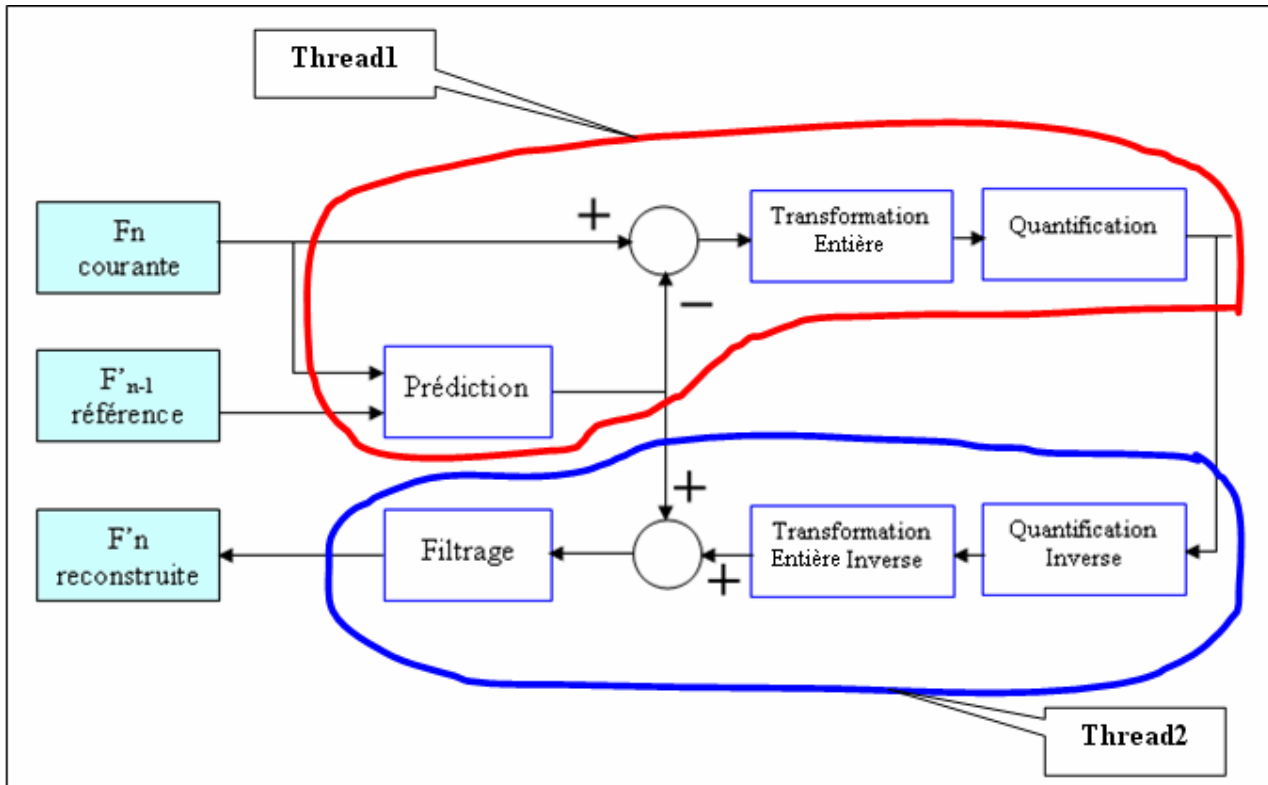 Thread1
Fn
courante
+
Transformation
Entière
Quantification
−
F'n-1
référence
Prédiction
+
F'n
reconstruite
Filtrage
+
Transformation
Entière Inverse
Quantification
Inverse
Thread2